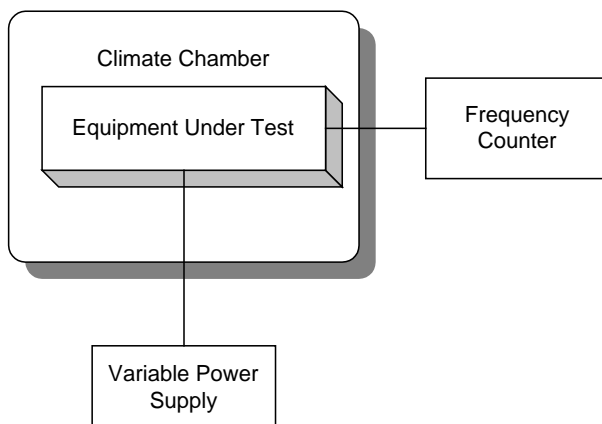 Climate Chamber
Equipment Under Test
Frequency
Counter
Variable Power
Supply